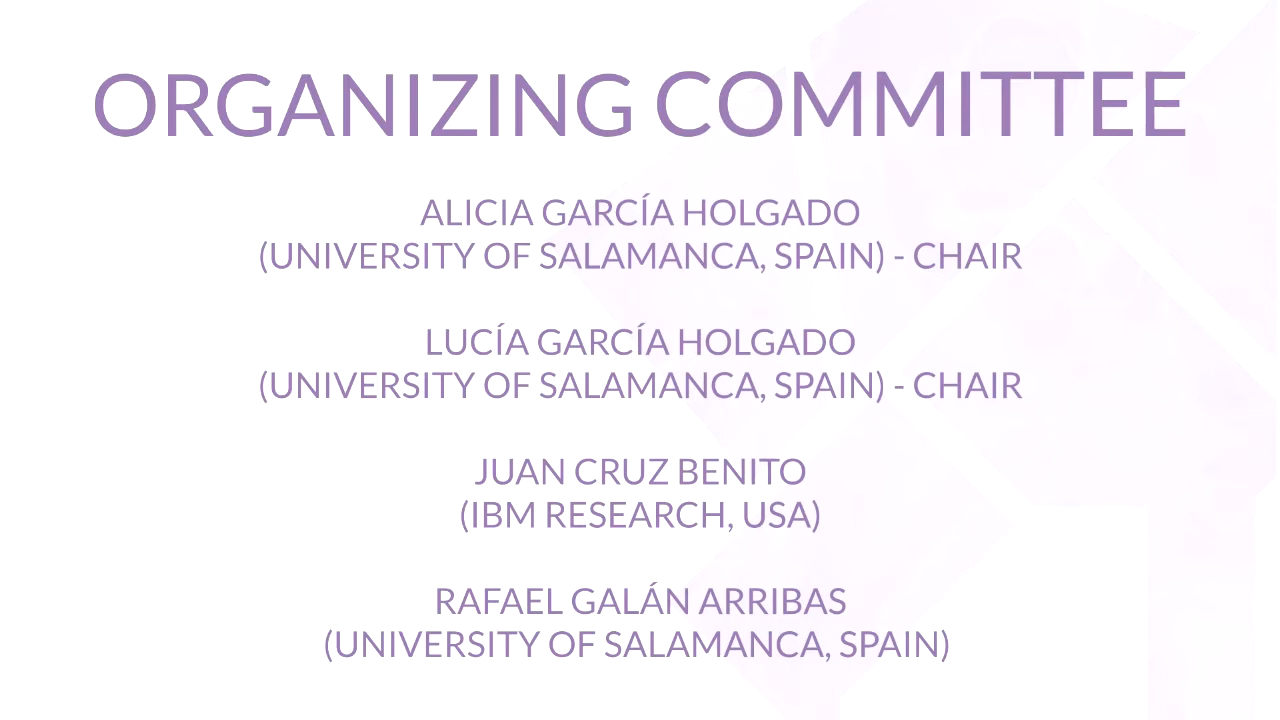 ORGANIZING COMMITTEE
ALICIA GARCÍA HOLGADO
(UNIVERSITY OF SALAMANCA, SPAIN) - CHAIR
LUCÍA GARCÍA HOLGADO
(UNIVERSITY OF SALAMANCA, SPAIN) - CHAIR
JUAN CRUZ BENITO
(IBM RESEARCH, USA)
RAFAEL GALÁN ARRIBAS
(UNIVERSITY OF SALAMANCA, SPAIN)